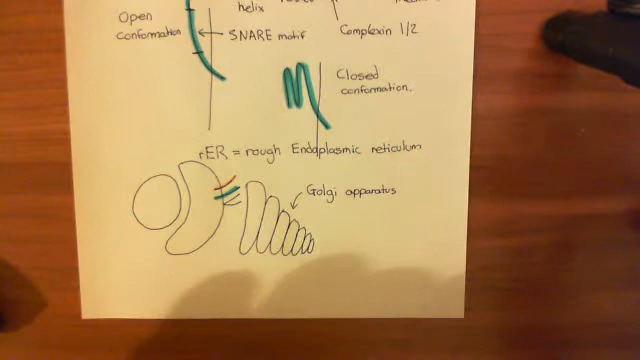 helix
Open
conformation
SNARE motif
Complexin 1/2
Closed
conformation.
rER = rough Endoplasmic reticulum
Golgi apparatus